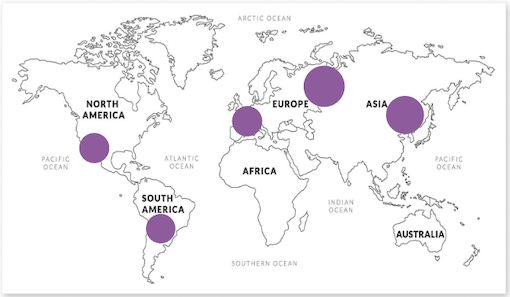 ARCTIC OCEAN
NORTH
AMERICA
EUROPE
ASIA
PACIFIC
OCEAN
ATLANTIC
OCEAN
PACIFIC
OCEAN
AFRICA
SOUTH
AMERICA
INDIAN
OCEAN
AUSTRALIA
SOUTHERN OCEAN